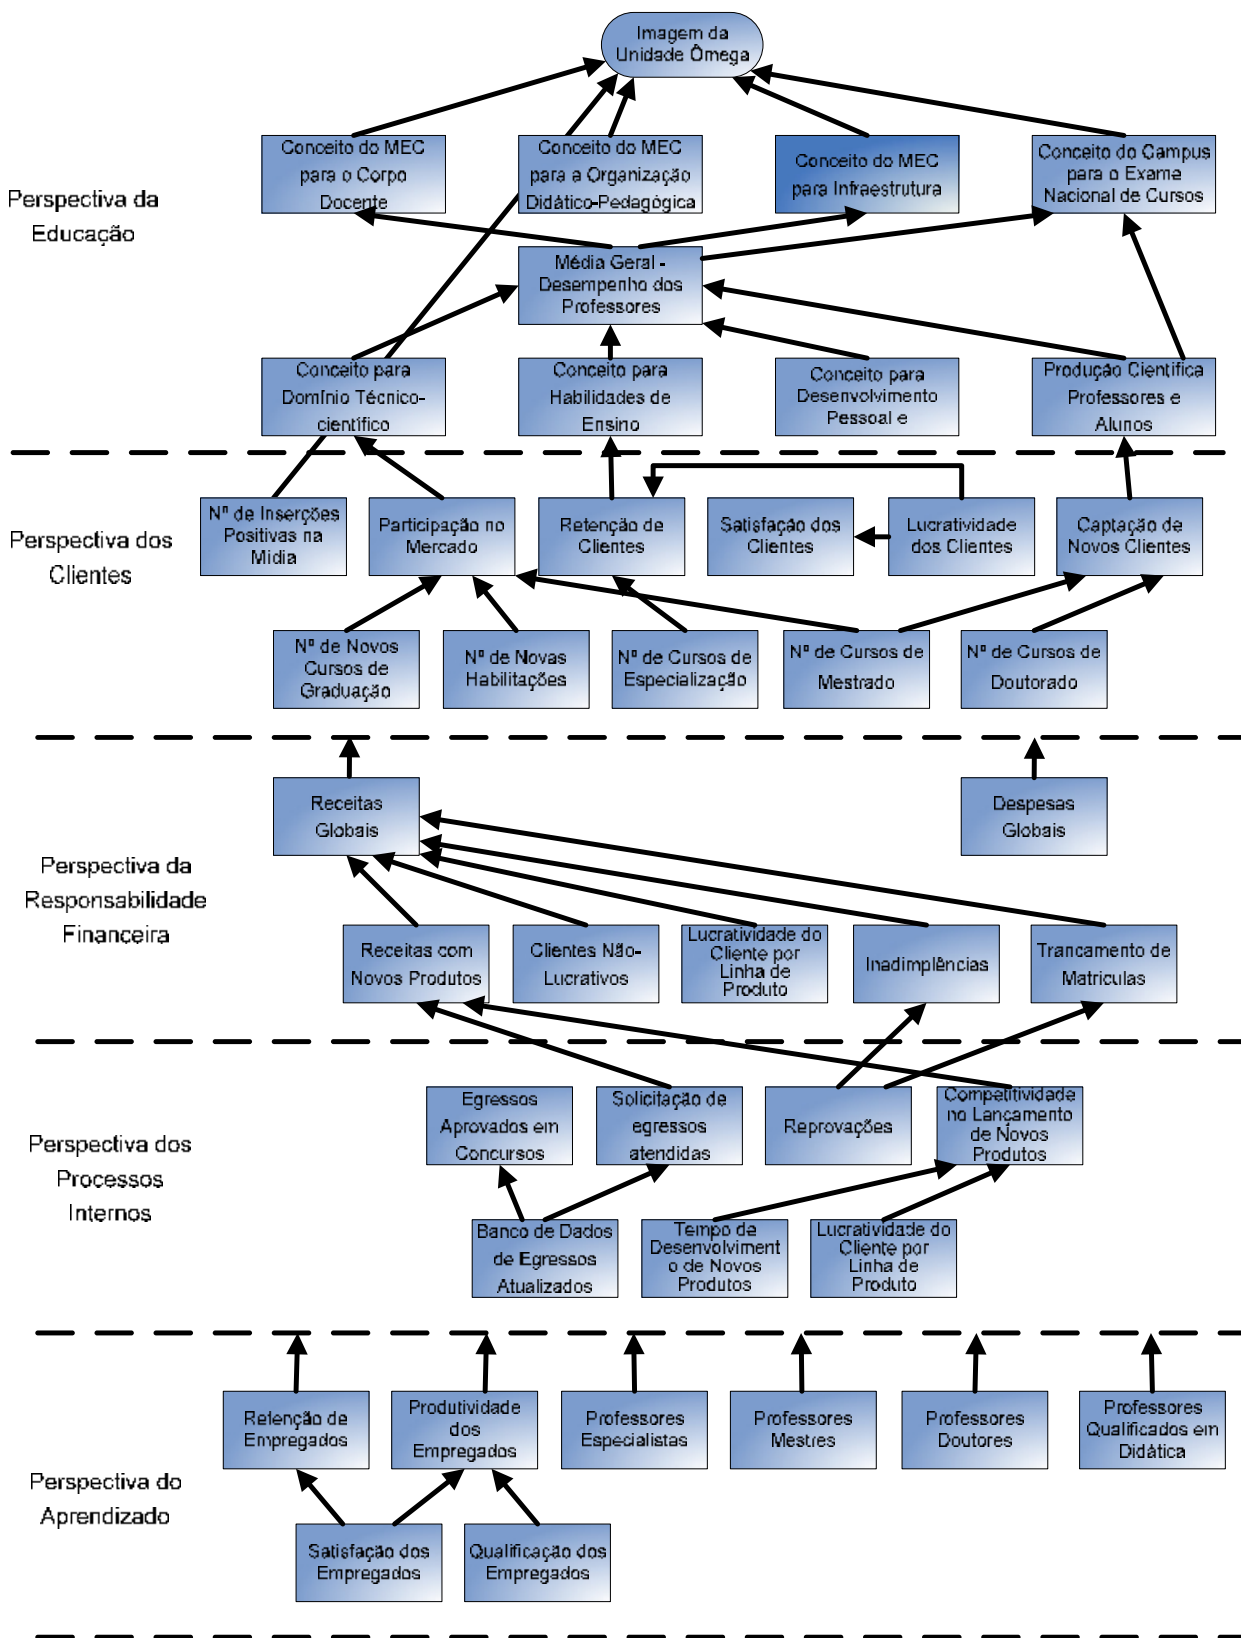 Imagem da
Unidade Ômega
Perspectiva da
Educação
Conceito do MEC
para o Corpo
Docente
Conceito do MEC
para a Organização
Didático-Pedagógica
Conceito do MEC
para Infraestrutura
Conceito do Campus
para o Exame
Nacional de Cursos
Média Geral -
Desempenho dos
Professores
Conceito para
Domínio Técnico-
científico
Conceito para
Habilidades de
Ensino
Conceito para
Desenvolvimento
Pessoal e
Produção Científica
Professores e
Alunos
Perspectiva dos
Clientes
Nº de Inserções
Positivas na
Mídia
Participação no
Mercado
Retenção de
Clientes
Satisfação dos
Clientes
Lucratividade
dos Clientes
Captação de
Novos Clientes
Nº de Novos
Cursos de
Graduação
Nº de Novas
Habilitações
Nº de Cursos de
Especialização
Nº de Cursos de
Mestrado
Nº de Cursos de
Doutorado
Perspectiva da
Responsabilidade
Financeira
Receitas
Globais
Despesas
Globais
Receitas com
Novos Produtos
Clientes Não-
Lucrativos
Lucratividade do
Cliente por
Linha de
Produto
Inadimplências
Trancamento de
Matriculas
Perspectiva dos
Processos
Internos
Egressos
Aprovados em
Concursos
Solicitação de
egressos
atendidas
Reprovações
Competitividade
no Lançamento
de Novos
Produtos
Banco de Dados
de Egressos
Atualizados
Tempo de
Desenvolviment
o de Novos
Produtos
Lucratividade do
Cliente por
Linha de
Produto
Perspectiva do
Aprendizado
Retenção de
Empregados
Produtividade
dos
Empregados
Professores
Especialistas
Professores
Mestres
Professores
Doutores
Professores
Qualificados em
Didática
Satisfação dos
Empregados
Qualificação dos
Empregados